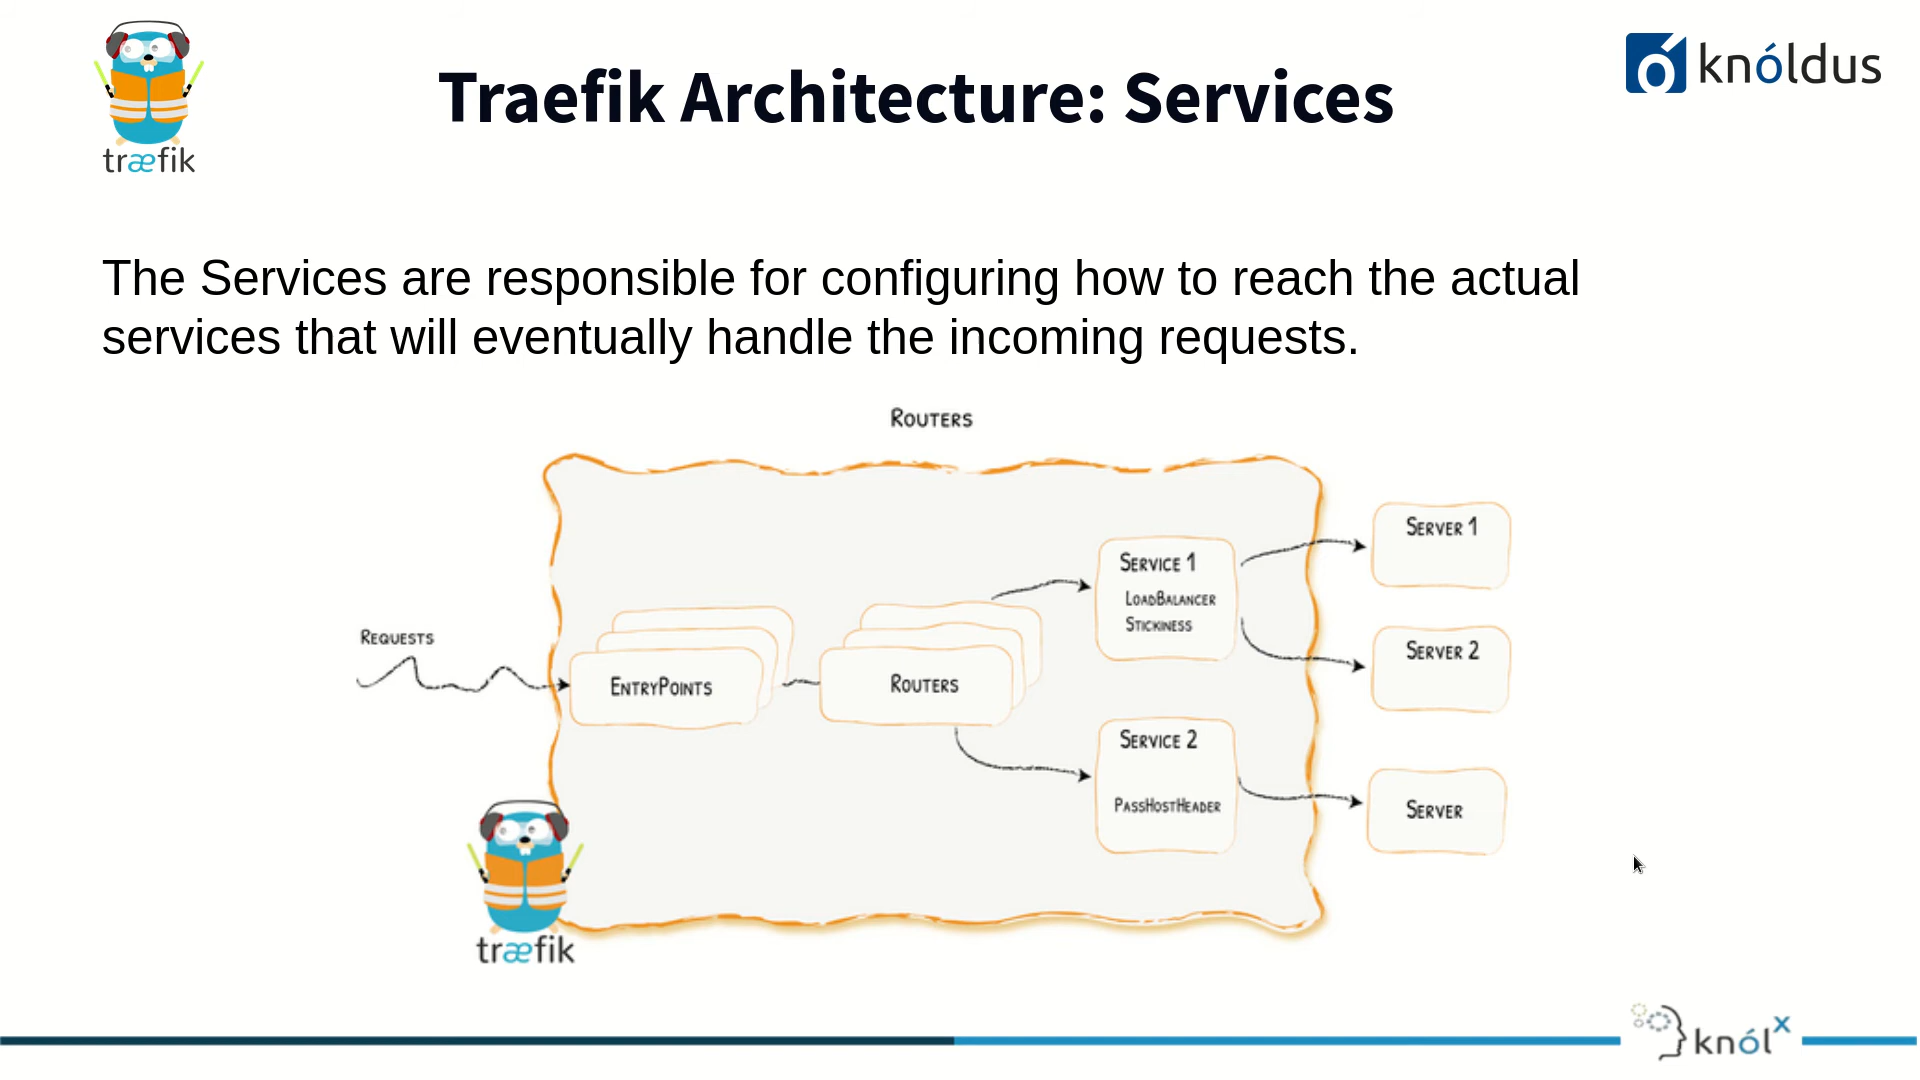 træfik
Traefik Architecture: Services
knóldus
The Services are responsible for configuring how to reach the actual
services that will eventually handle the incoming requests.
Routers
Requests
EntryPoints
Routers
Service 1
LoadBalancer
Stickiness
Service 2
PassHostHeader
Server 1
Server 2
Server
træfik
knólx